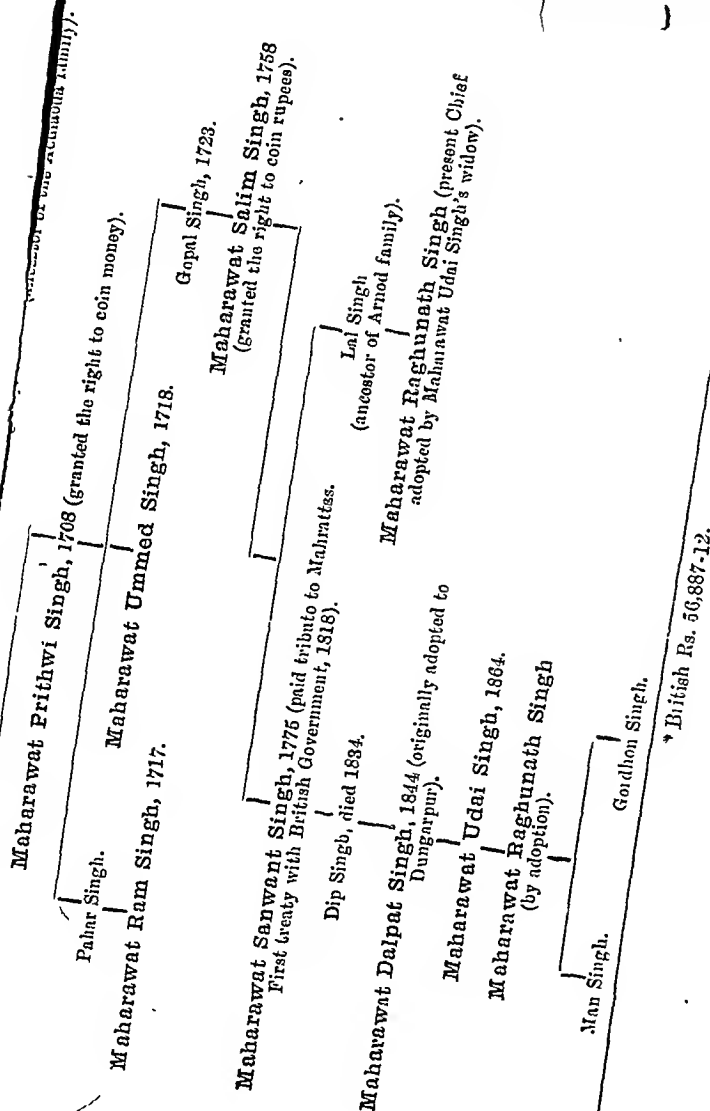 (ancestor of the family).
Maharawat Prithwi Singh, 1708 (granted the right to coin money).
Pahar Singh.
Maharawat Ummed Singh, 1718.
Gopal Singh, 1723.
Maharawat Ram Singh, 1717.
Maharawat Salim Singh, 1758
(granted the right to coin rupees).
Maharawat Sanwant Singh, 1775 (paid tribute to Mahrattas.
First treaty with British Government, 1818).
Lal Singh
(ancestor of Arnod family).
Dip Singh, died 1834.
Maharawat Raghunath Singh (present Chief
adopted by Maharawat Udai Singh's widow).
Maharawat Dalpat Singh, 1844 (originally adopted to
Dungarpur).
Maharawat Udai Singh, 1864.
Maharawat Raghunath Singh
(by adoption).
Man Singh.
Gordhon Singh.
* British Rs. 56,887-12.